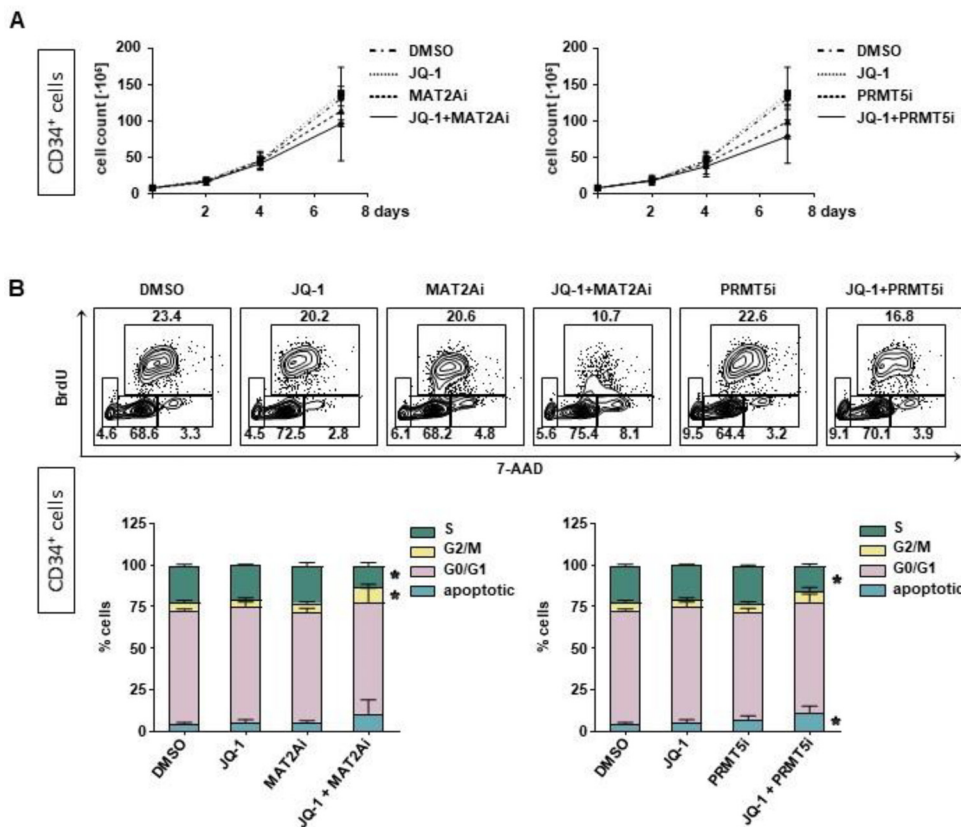 A
CD34+ cells
200
150
100
50
0
cell count [·10⁵]
2 4 6 8 days
DMSO
JQ-1
MAT2Ai
JQ-1+MAT2Ai
200
150
100
50
0
cell count [·10⁵]
2 4 6 8 days
DMSO
JQ-1
PRMT5i
JQ-1+PRMT5i
B
DMSO JQ-1 MAT2Ai JQ-1+MAT2Ai PRMT5i JQ-1+PRMT5i
23.4 20.2 20.6 10.7 22.6 16.8
BrdU
4.6 68.6 3.3 4.5 72.5 2.8 6.1 68.2 4.8 5.6 75.4 8.1 9.5 64.4 3.2 9.1 70.1 3.9
7-AAD
CD34+ cells
125
100
75
50
25
0
% cells
S
G2/M
G0/G1
apoptotic
*
*
DMSO JQ-1 MAT2Ai JQ-1 + MAT2Ai
125
100
75
50
25
0
% cells
S
G2/M
G0/G1
apoptotic
*
*
DMSO JQ-1 PRMT5i JQ-1 + PRMT5i